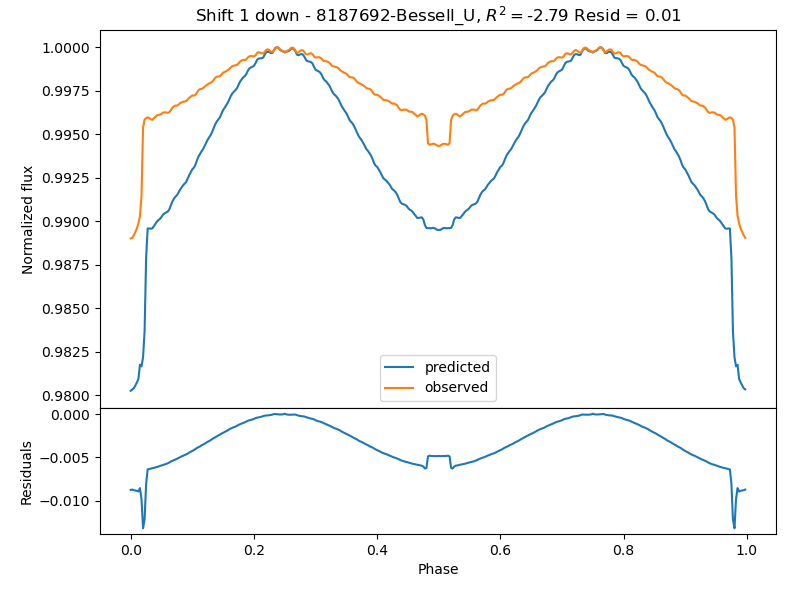 Shift 1 down - 8187692-Bessell_U, R² = -2.79 Resid = 0.01
1.0000
0.9975
0.9950
0.9925
0.9900
0.9875
0.9850
0.9825
0.9800
Normalized flux
predicted
observed
0.000
−0.005
−0.010
Residuals
0.0 0.2 0.4 0.6 0.8 1.0
Phase